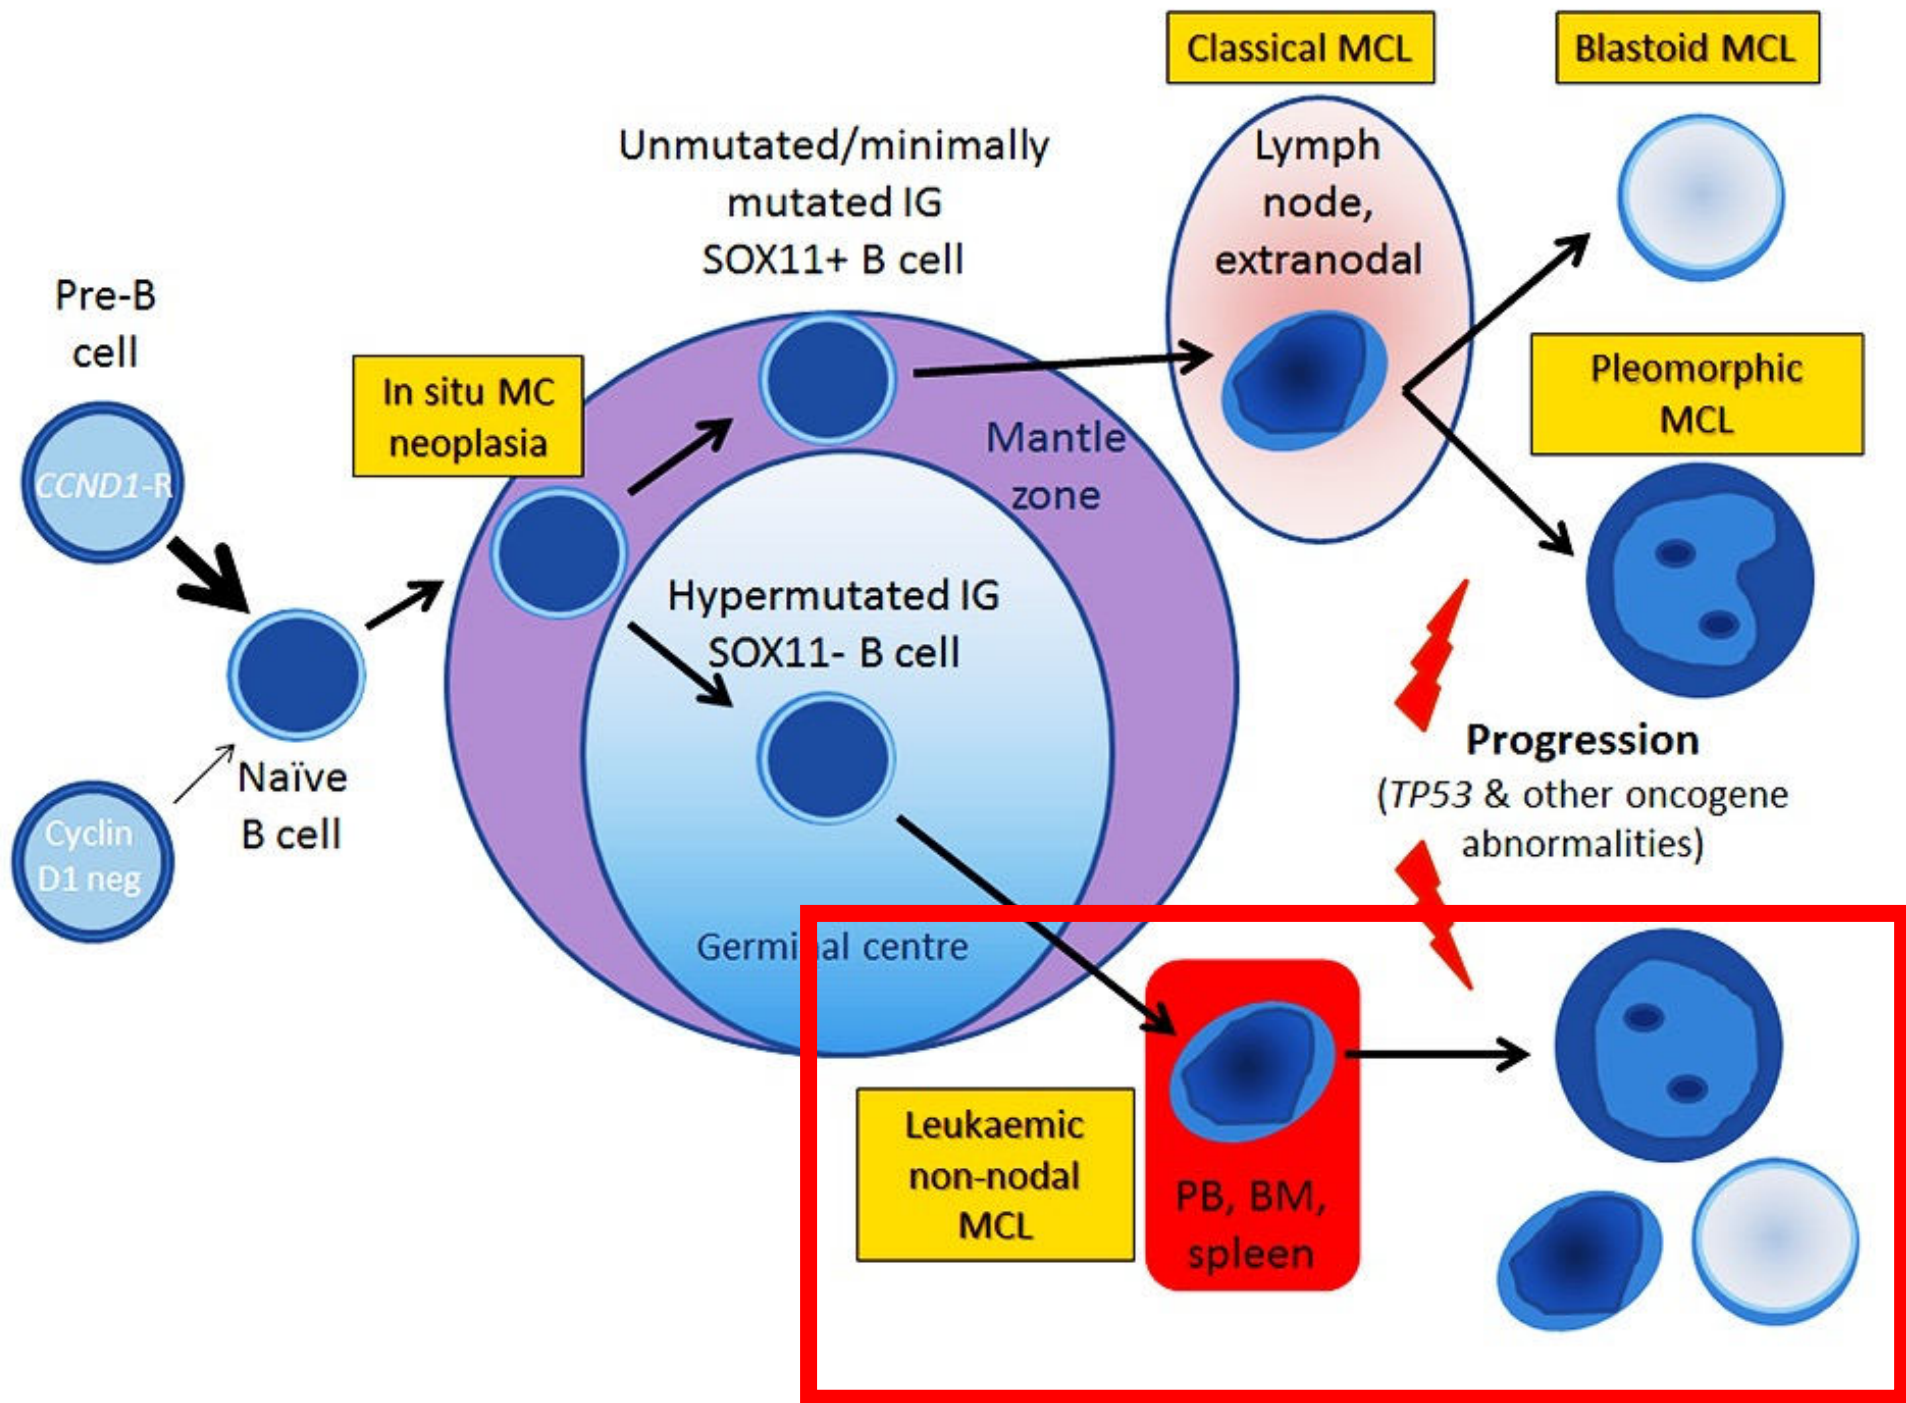 Classical MCL
Blastoid MCL
Unmutated/minimally
mutated IG
SOX11+ B cell
Lymph
node,
extranodal
Pre-B
cell
CCND1-R
In situ MC
neoplasia
Mantle
zone
Pleomorphic
MCL
Hypermutated IG
SOX11- B cell
Naïve
B cell
Cyclin
D1 neg
Progression
(TP53 & other oncogene
abnormalities)
Germinal centre
Leukaemic
non-nodal
MCL
PB, BM,
spleen